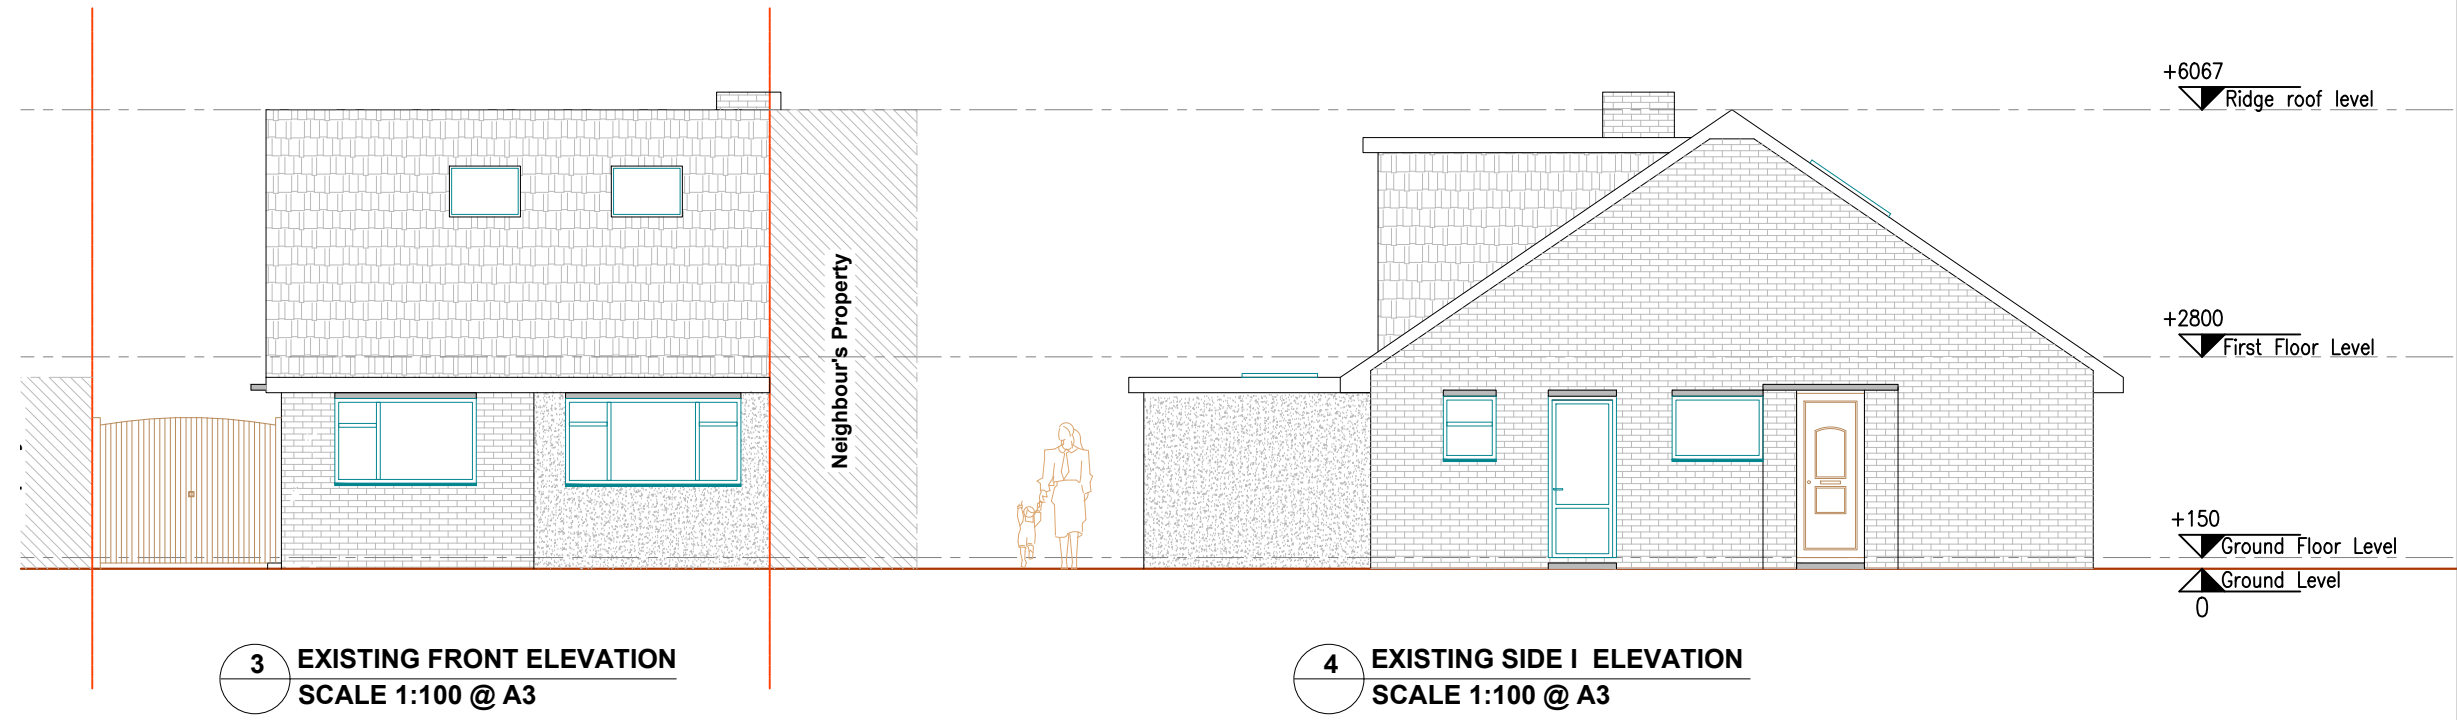 Neighbour's Property
+6067
Ridge roof level
+2800
First Floor Level
+150
Ground Floor Level
Ground Level
0
3 EXISTING FRONT ELEVATION
SCALE 1:100 @ A3
4 EXISTING SIDE I ELEVATION
SCALE 1:100 @ A3